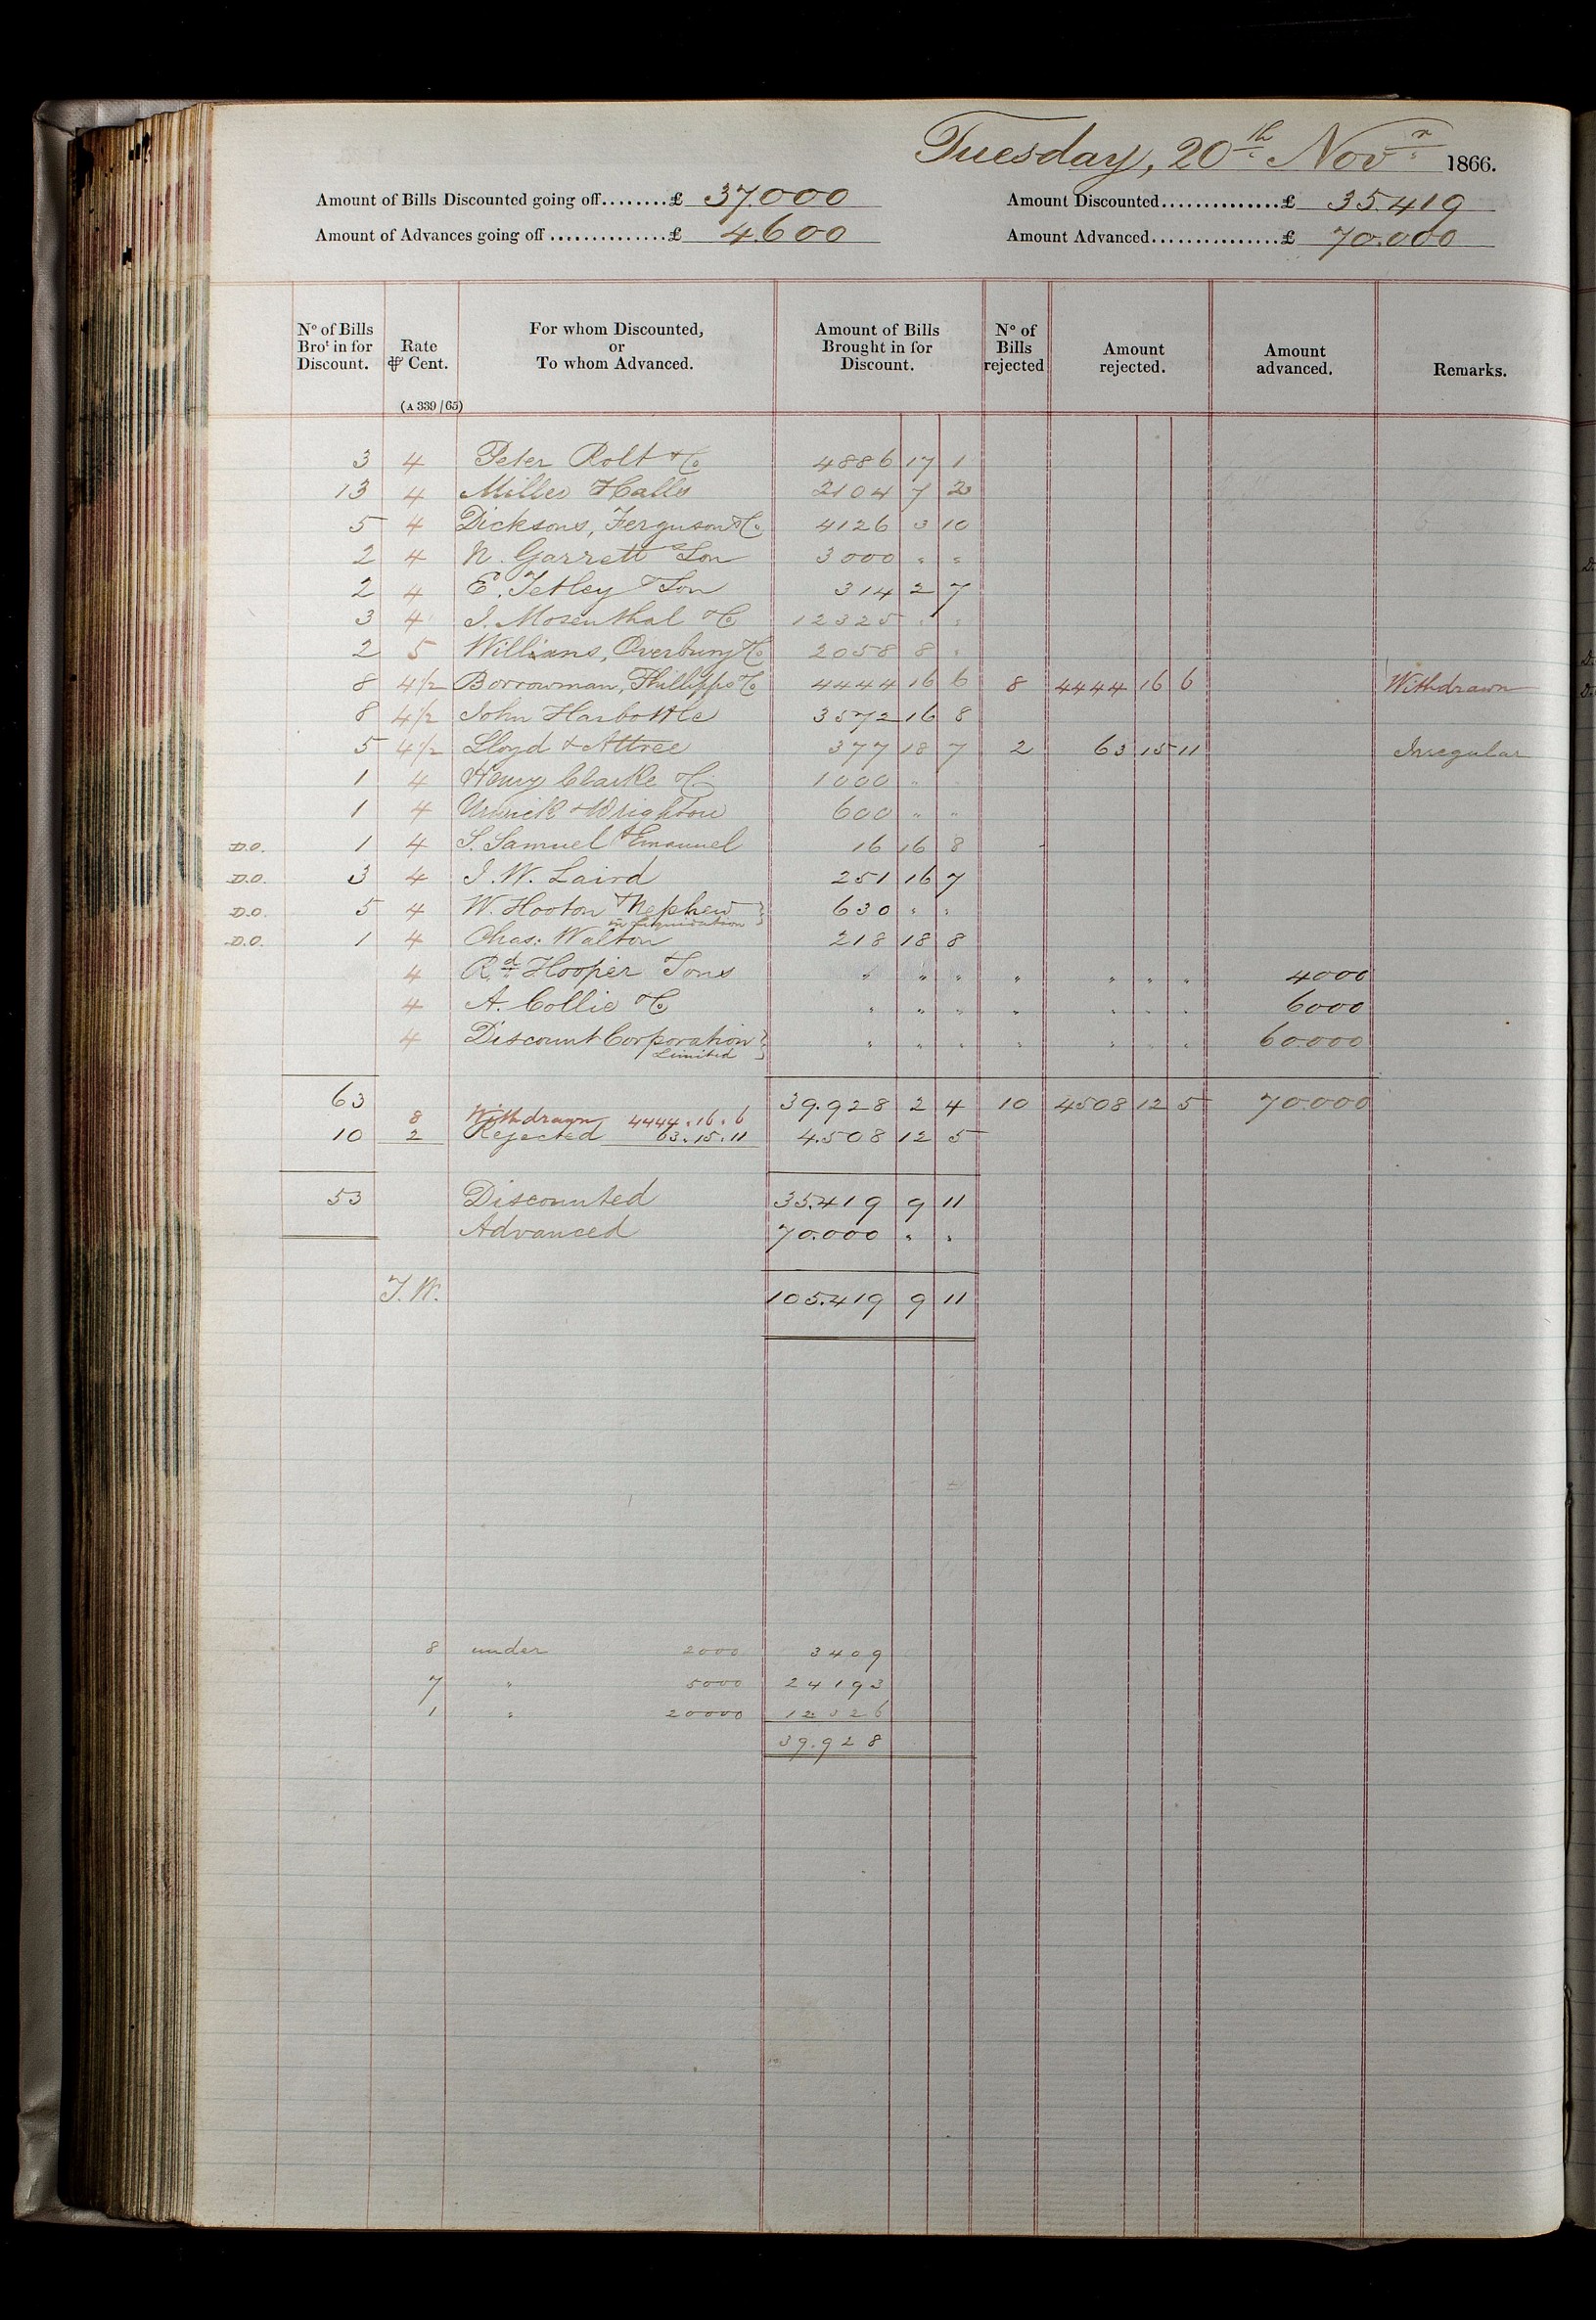 Tuesday, 20th Novr 1866.
Amount of Bills Discounted going off........£ 37,000 Amount Discounted..............£ 35.419
Amount of Advances going off ..............£ 4.600 Amount Advanced...............£ 70.000
No of Bills Brot in for Discount. Rate ⅌ Cent. (A 339/65) For whom Discounted, or To whom Advanced. Amount of Bills Brought in for Discount. No of Bills rejected Amount rejected. Amount advanced. Remarks.
3 4 Peter Rolt & Co 4886 17 1
13 4 Miller Halls 2104 7 2
5 4 Dicksons, Ferguson & Co 4126 3 10
2 4 N. Garrett & Son 3000 " "
2 4 E. Tetley & Son 314 2 7
3 4 J. Mosenthal & Co 12325 " "
2 5 Willians, Overbury & Co 2058 8 "
8 4½ Borrowman, Phillipps & Co 4444 16 6 8 4444 16 6 Withdrawn
8 4½ John Harbottle 3572 16 8
5 4½ Lloyd & Attree 377 18 7 2 63 15 11 Irregular
1 4 Henry Clarke & Co 1000 "
1 4 Urwick & Wrighton 600 " "
D.O. 1 4 S. Samuel & Emanuel 16 16 8
D.O. 3 4 J. W. Laird 251 16 7
D.O. 5 4 W. Hooton & Nephew } 630 " "
in liquidation
D.O. 1 4 Chas: Walton 218 18 8
4 Rd Hooper & Sons " " " " " " " 4000
4 A. Collie & Co " " " " " " " 6000
4 Discount Corporation } " " " " " " " 60000
Limited
63 39.928 2 4 10 4508 12 5 70.000
8 Withdrawn 4444.16.6
10 2 Rejected 63.15.11 4.508 12 5
53 Discounted 35.419 9 11
Advanced 70.000 " "
J.W. 105.419 9 11
8 under 2000 3409
7 " 5000 24193
1 " 20000 12326
39.928